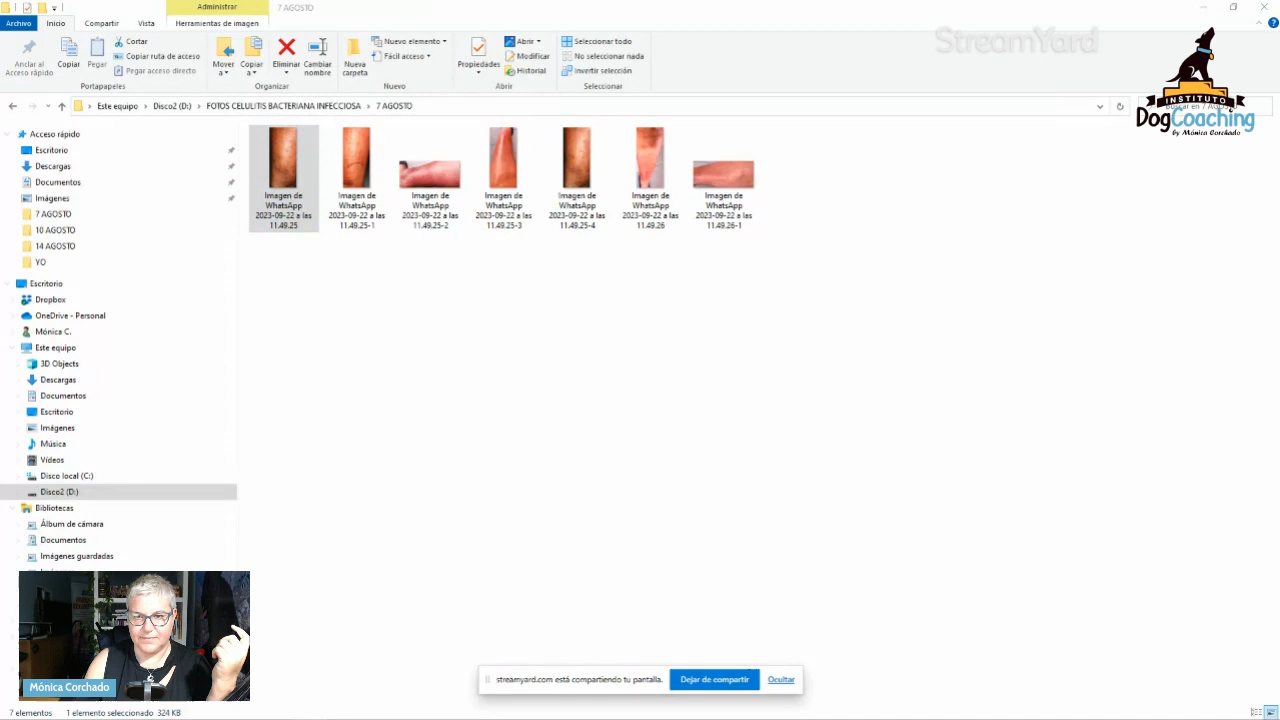 Administrar
7 AGOSTO
Archivo
Inicio
Compartir
Vista
Herramientas de imagen
Anclar al
Acceso rápido
Copiar
Pegar
Cortar
Copiar ruta de acceso
Pegar acceso directo
Portapapeles
Mover
a
Copiar
a
Eliminar
Cambiar
nombre
Organizar
Nueva
carpeta
Nuevo elemento
Fácil acceso
Nuevo
Propiedades
Abrir
Modificar
Historial
Abrir
Seleccionar todo
No seleccionar nada
Invertir selección
Seleccionar
StreamYard
INSTITUTO
DogCoaching
by Mónica Corchado
Este equipo
Disco2 (D:)
FOTOS CELULITIS BACTERIANA INFECCIOSA
7 AGOSTO
Acceso rápido
Escritorio
Descargas
Documentos
Imágenes
7 AGOSTO
10 AGOSTO
14 AGOSTO
YO
Escritorio
Dropbox
OneDrive - Personal
Mónica C.
Este equipo
3D Objects
Descargas
Documentos
Escritorio
Imágenes
Música
Vídeos
Disco local (C:)
Disco2 (D:)
Bibliotecas
Álbum de cámara
Documentos
Imágenes guardadas
Imagen de
WhatsApp
2023-09-22 a las
11.49.25
Imagen de
WhatsApp
2023-09-22 a las
11.49.25-1
Imagen de
WhatsApp
2023-09-22 a las
11.49.25-2
Imagen de
WhatsApp
2023-09-22 a las
11.49.25-3
Imagen de
WhatsApp
2023-09-22 a las
11.49.25-4
Imagen de
WhatsApp
2023-09-22 a las
11.49.26
Imagen de
WhatsApp
2023-09-22 a las
11.49.26-1
Mónica Corchado
streamyard.com está compartiendo tu pantalla.
Dejar de compartir
Ocultar
7 elementos
1 elemento seleccionado
324 KB